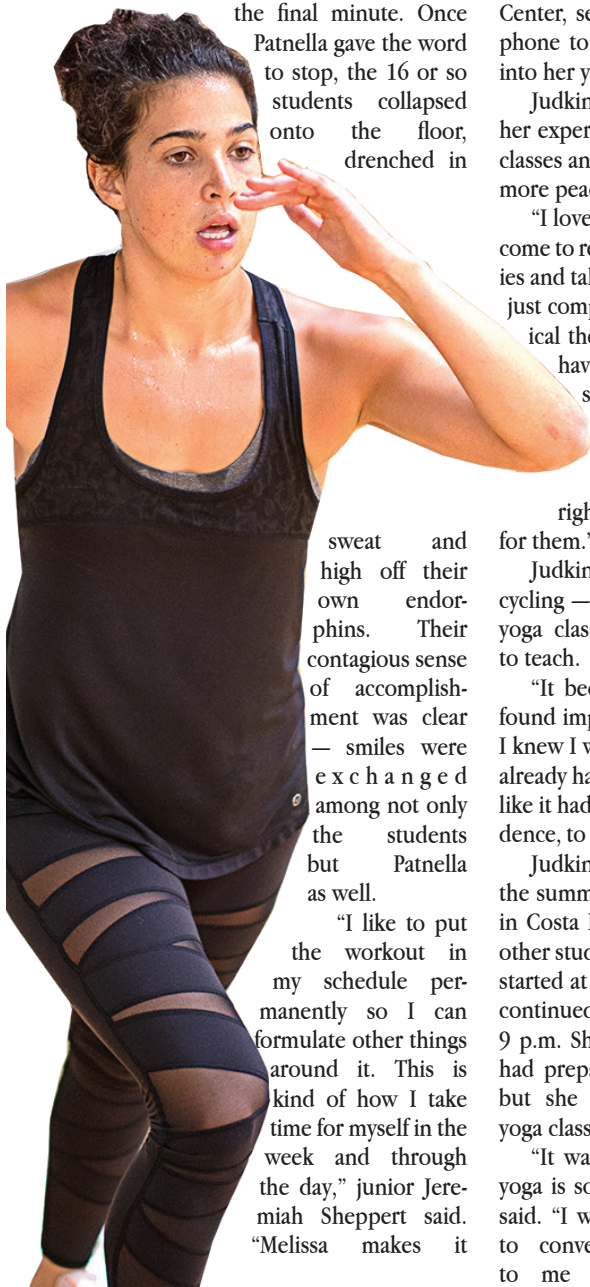 the final minute. Once
Patnella gave the word
to stop, the 16 or so
students collapsed
onto the floor,
drenched in
sweat and
high off their
own endor-
phins. Their
contagious sense
of accomplish-
ment was clear
— smiles were
exchanged
among not only
the students
but Patnella
as well.
“I like to put
the workout in
my schedule per-
manently so I can
formulate other things
around it. This is
kind of how I take
time for myself in the
week and through
the day,” junior Jere-
miah Sheppert said.
“Melissa makes it
Center, se
phone to
into her y
Judkin
her exper
classes an
more peac
“I love
come to re
ies and tal
just comp
ical the
hav
s
righ
for them.”
Judkin
cycling —
yoga clas
to teach.
“It bec
found imp
I knew I w
already ha
like it had
dence, to
Judkin
the summ
in Costa
other stud
started at
continued
9 p.m. Sh
had prepa
but she
yoga class
“It wa
yoga is so
said. “I w
to conve
to me